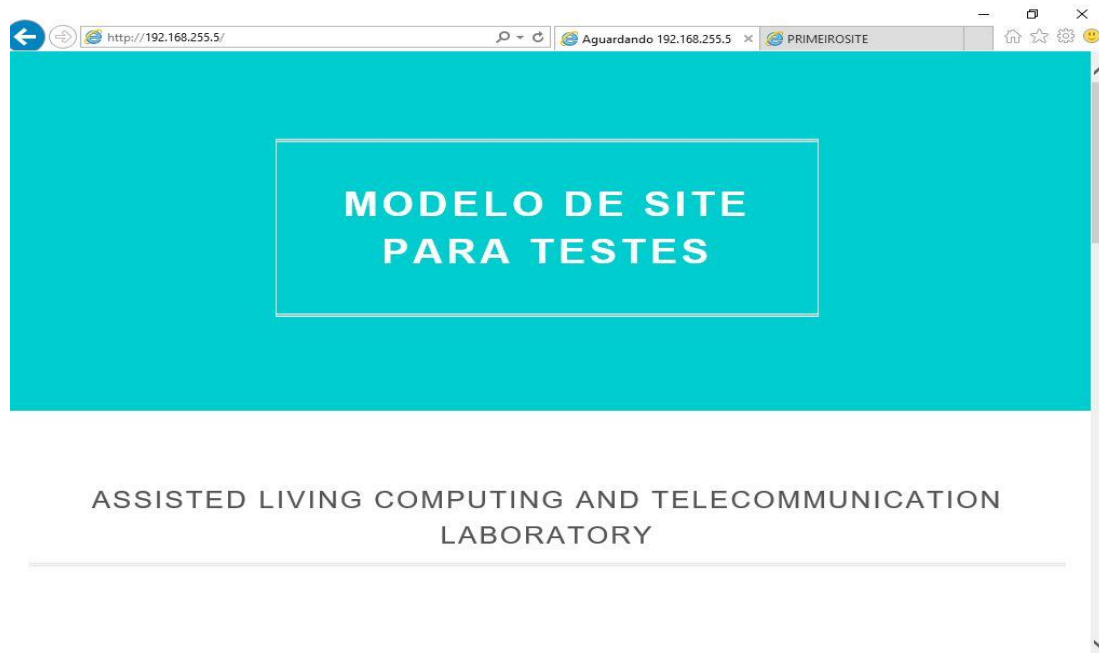 http://192.168.255.5/
Aguardando 192.168.255.5
PRIMEIROSITE
MODELO DE SITE
PARA TESTES
ASSISTED LIVING COMPUTING AND TELECOMMUNICATION
LABORATORY